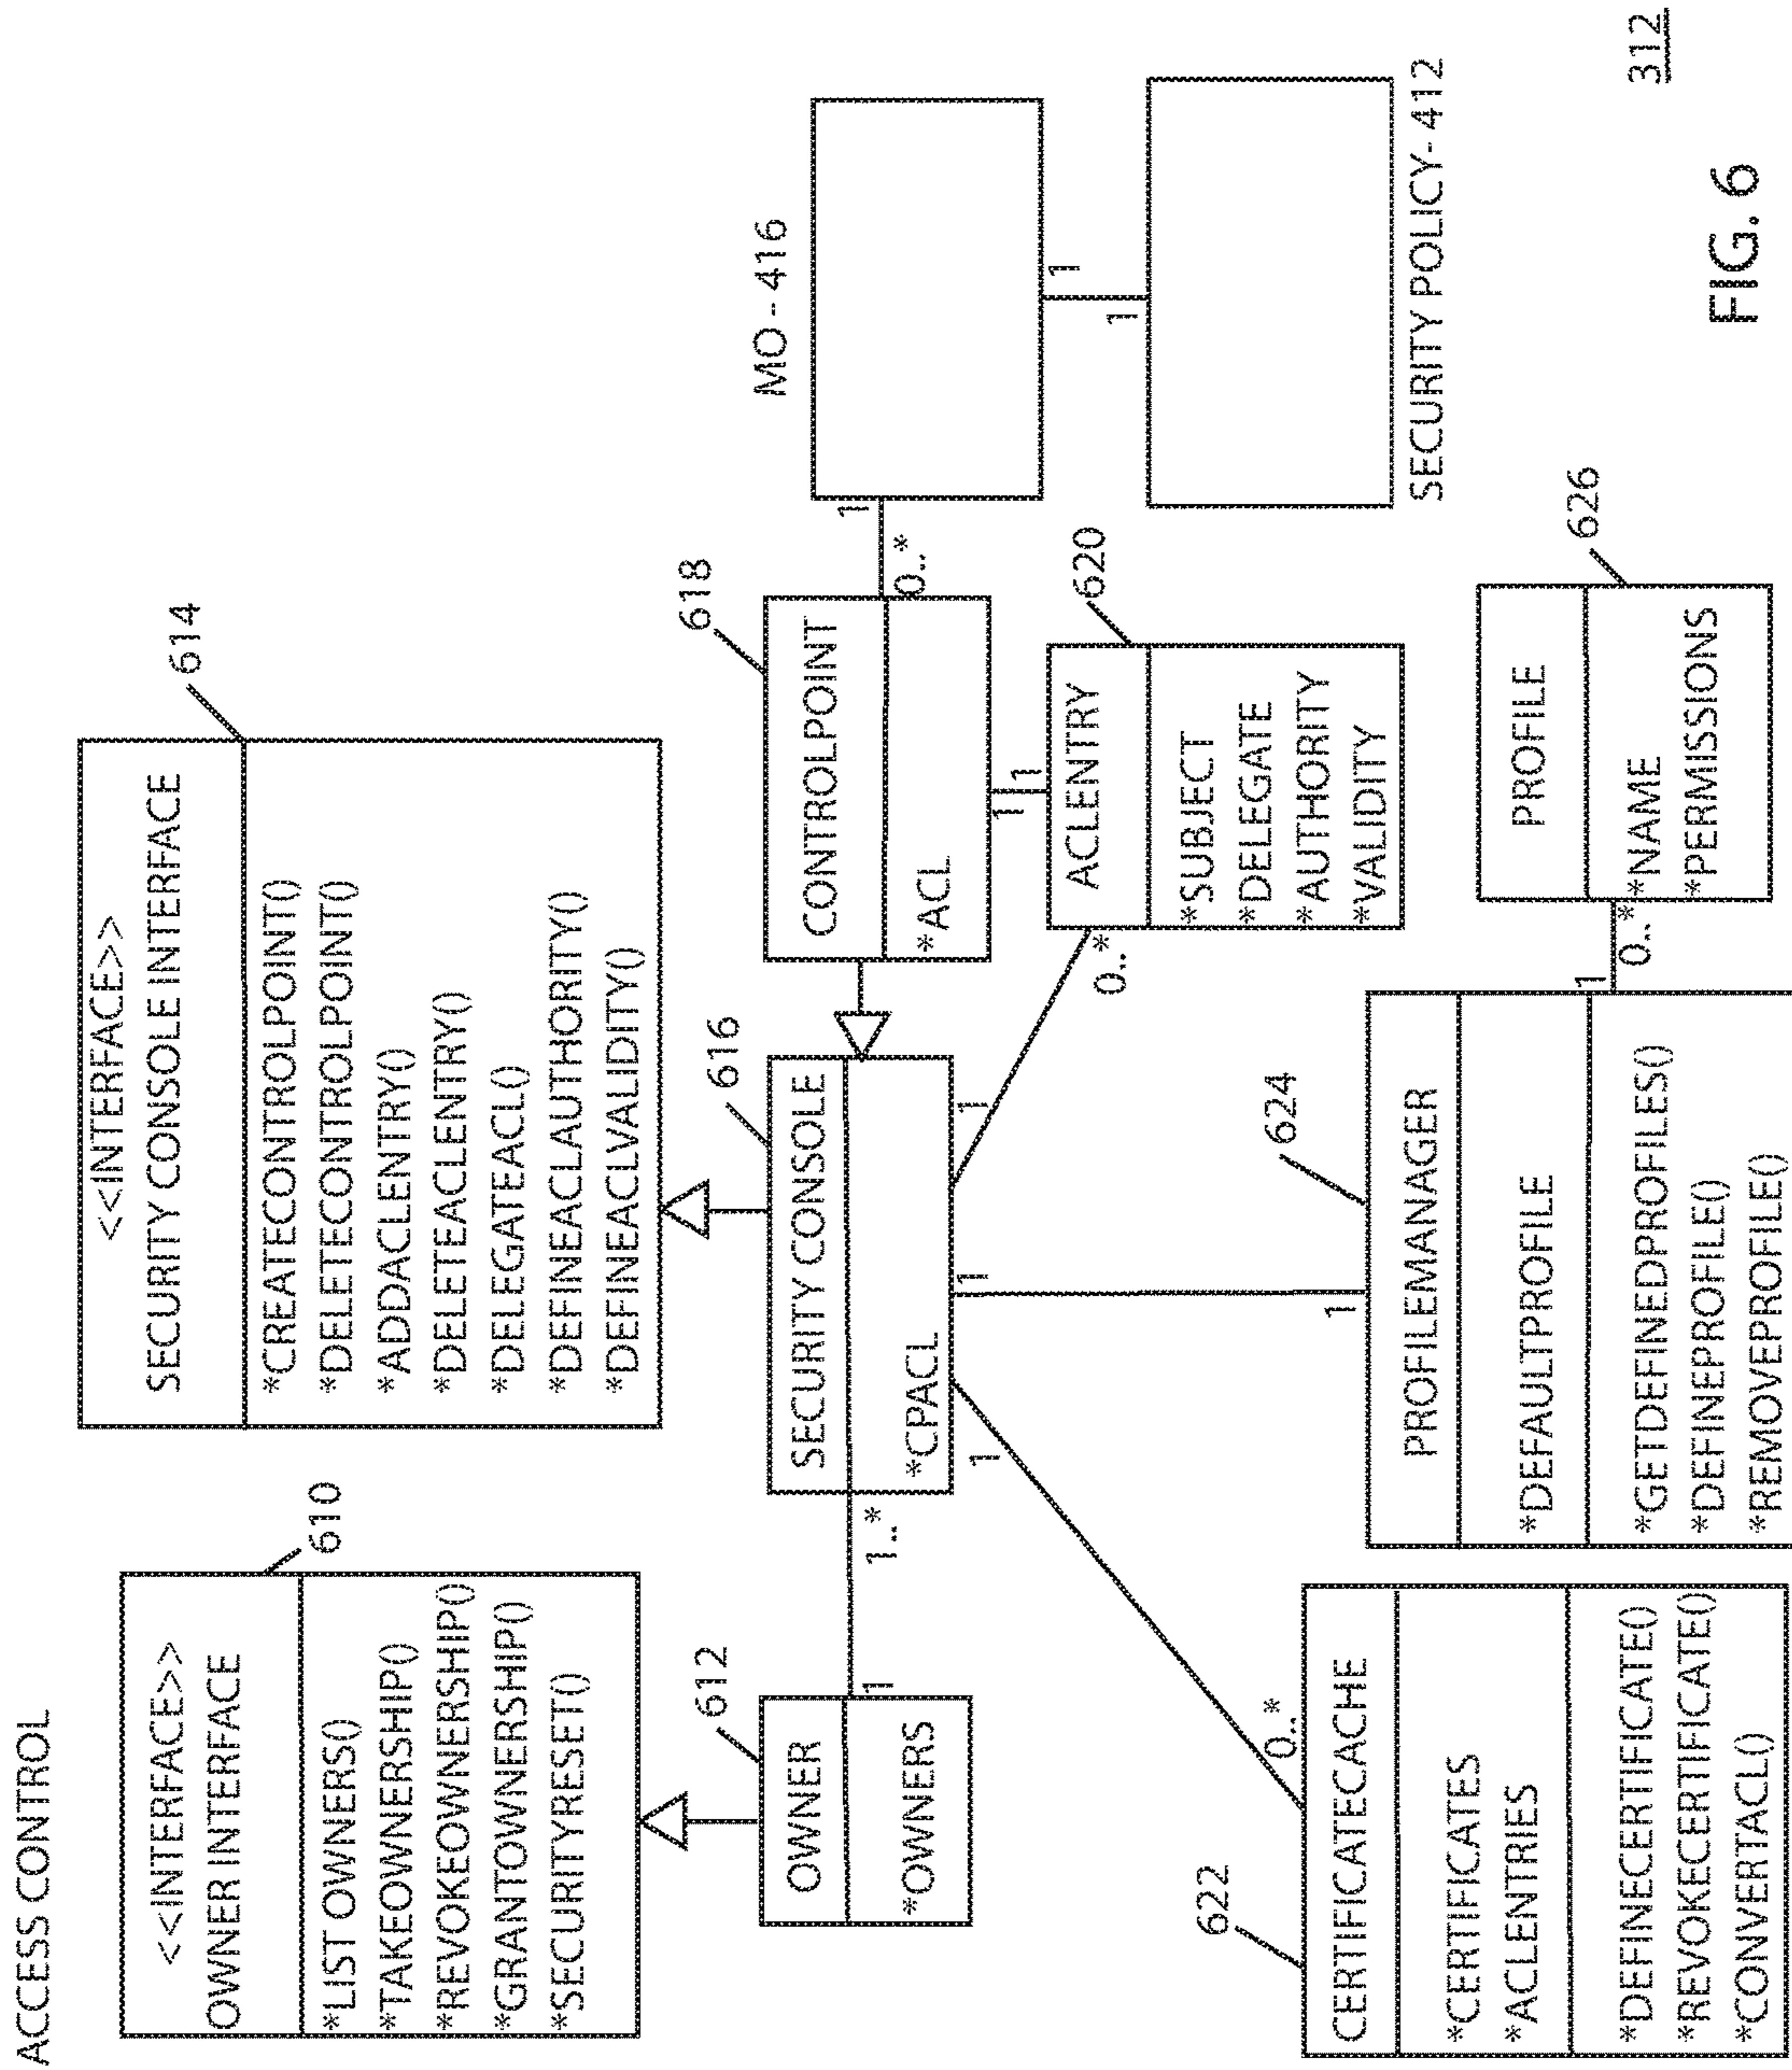 ACCESS CONTROL
<<INTERFACE>>
OWNER INTERFACE
*LIST OWNERS()
*TAKEOWNERSHIP()
*REVOKEOWNERSHIP()
*GRANTOWNERSHIP()
*SECURITYRESET()
610
<<INTERFACE>>
SECURITY CONSOLE INTERFACE
*CREATECONTROLPOINT()
*DELETECONTROLPOINT()
*ADDACLENTRY()
*DELETEACLENTRY()
*DELEGATEACL()
*DEFINEACLAUTHORITY()
*DEFINEACLVALIDITY()
614
612
OWNER
*OWNERS
1
1..*
616
SECURITY CONSOLE
*CPACL
1
1
1
618
CONTROLPOINT
*ACL
0..*
1
MO - 416
1
1
SECURITY POLICY- 412
1
1
620
ACLENTRY
*SUBJECT
*DELEGATE
*AUTHORITY
*VALIDITY
0..*
622
0..*
CERTIFICATECACHE
*CERTIFICATES
*ACLENTRIES
*DEFINECERTIFICATE()
*REVOKECERTIFICATE()
*CONVERTACL()
624
1
PROFILEMANAGER
*DEFAULTPROFILE
*GETDEFINEDPROFILES()
*DEFINEPROFILE()
*REMOVEPROFILE()
1
0..*
626
PROFILE
*NAME
*PERMISSIONS
312
FIG. 6